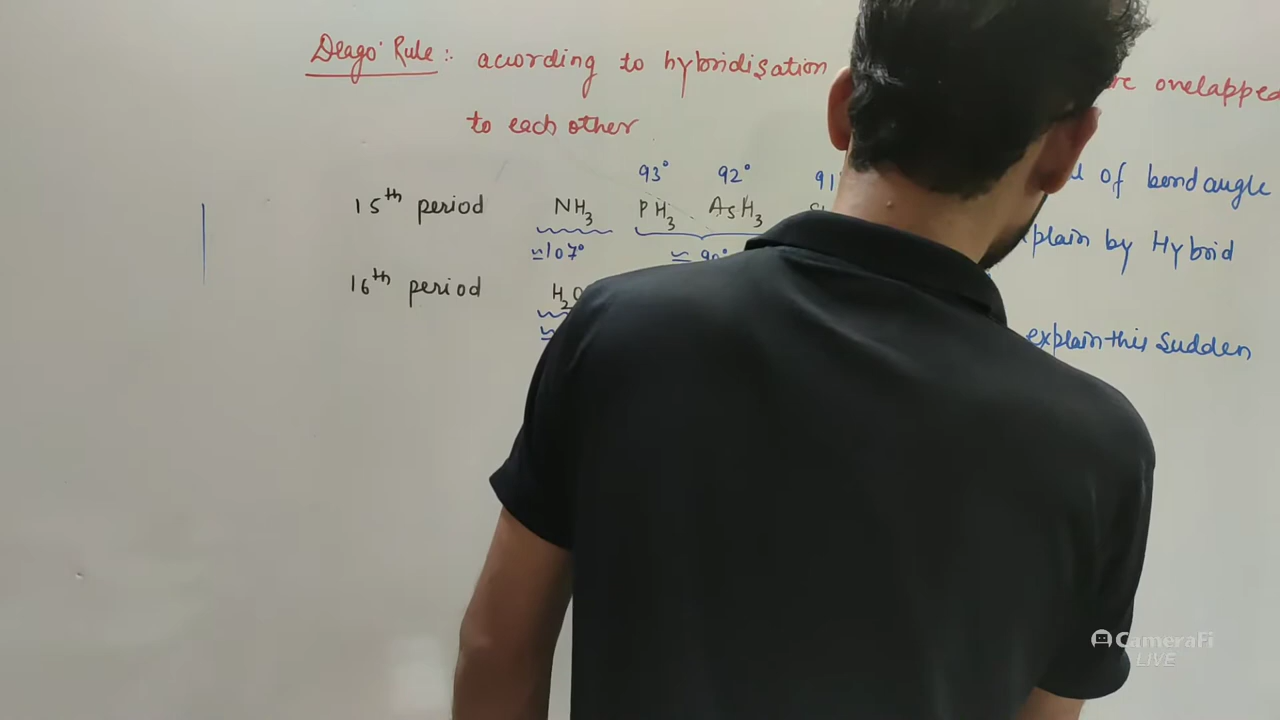 Drago Rule:- according to hybridisation overlapped
to each other
93° 92° 91
15th period NH3 PH3 AsH3
of bond angle
≈107° ≈ 90°
plain by Hybrid
16th period H2O
explain this Sudden
CameraFi
LIVE